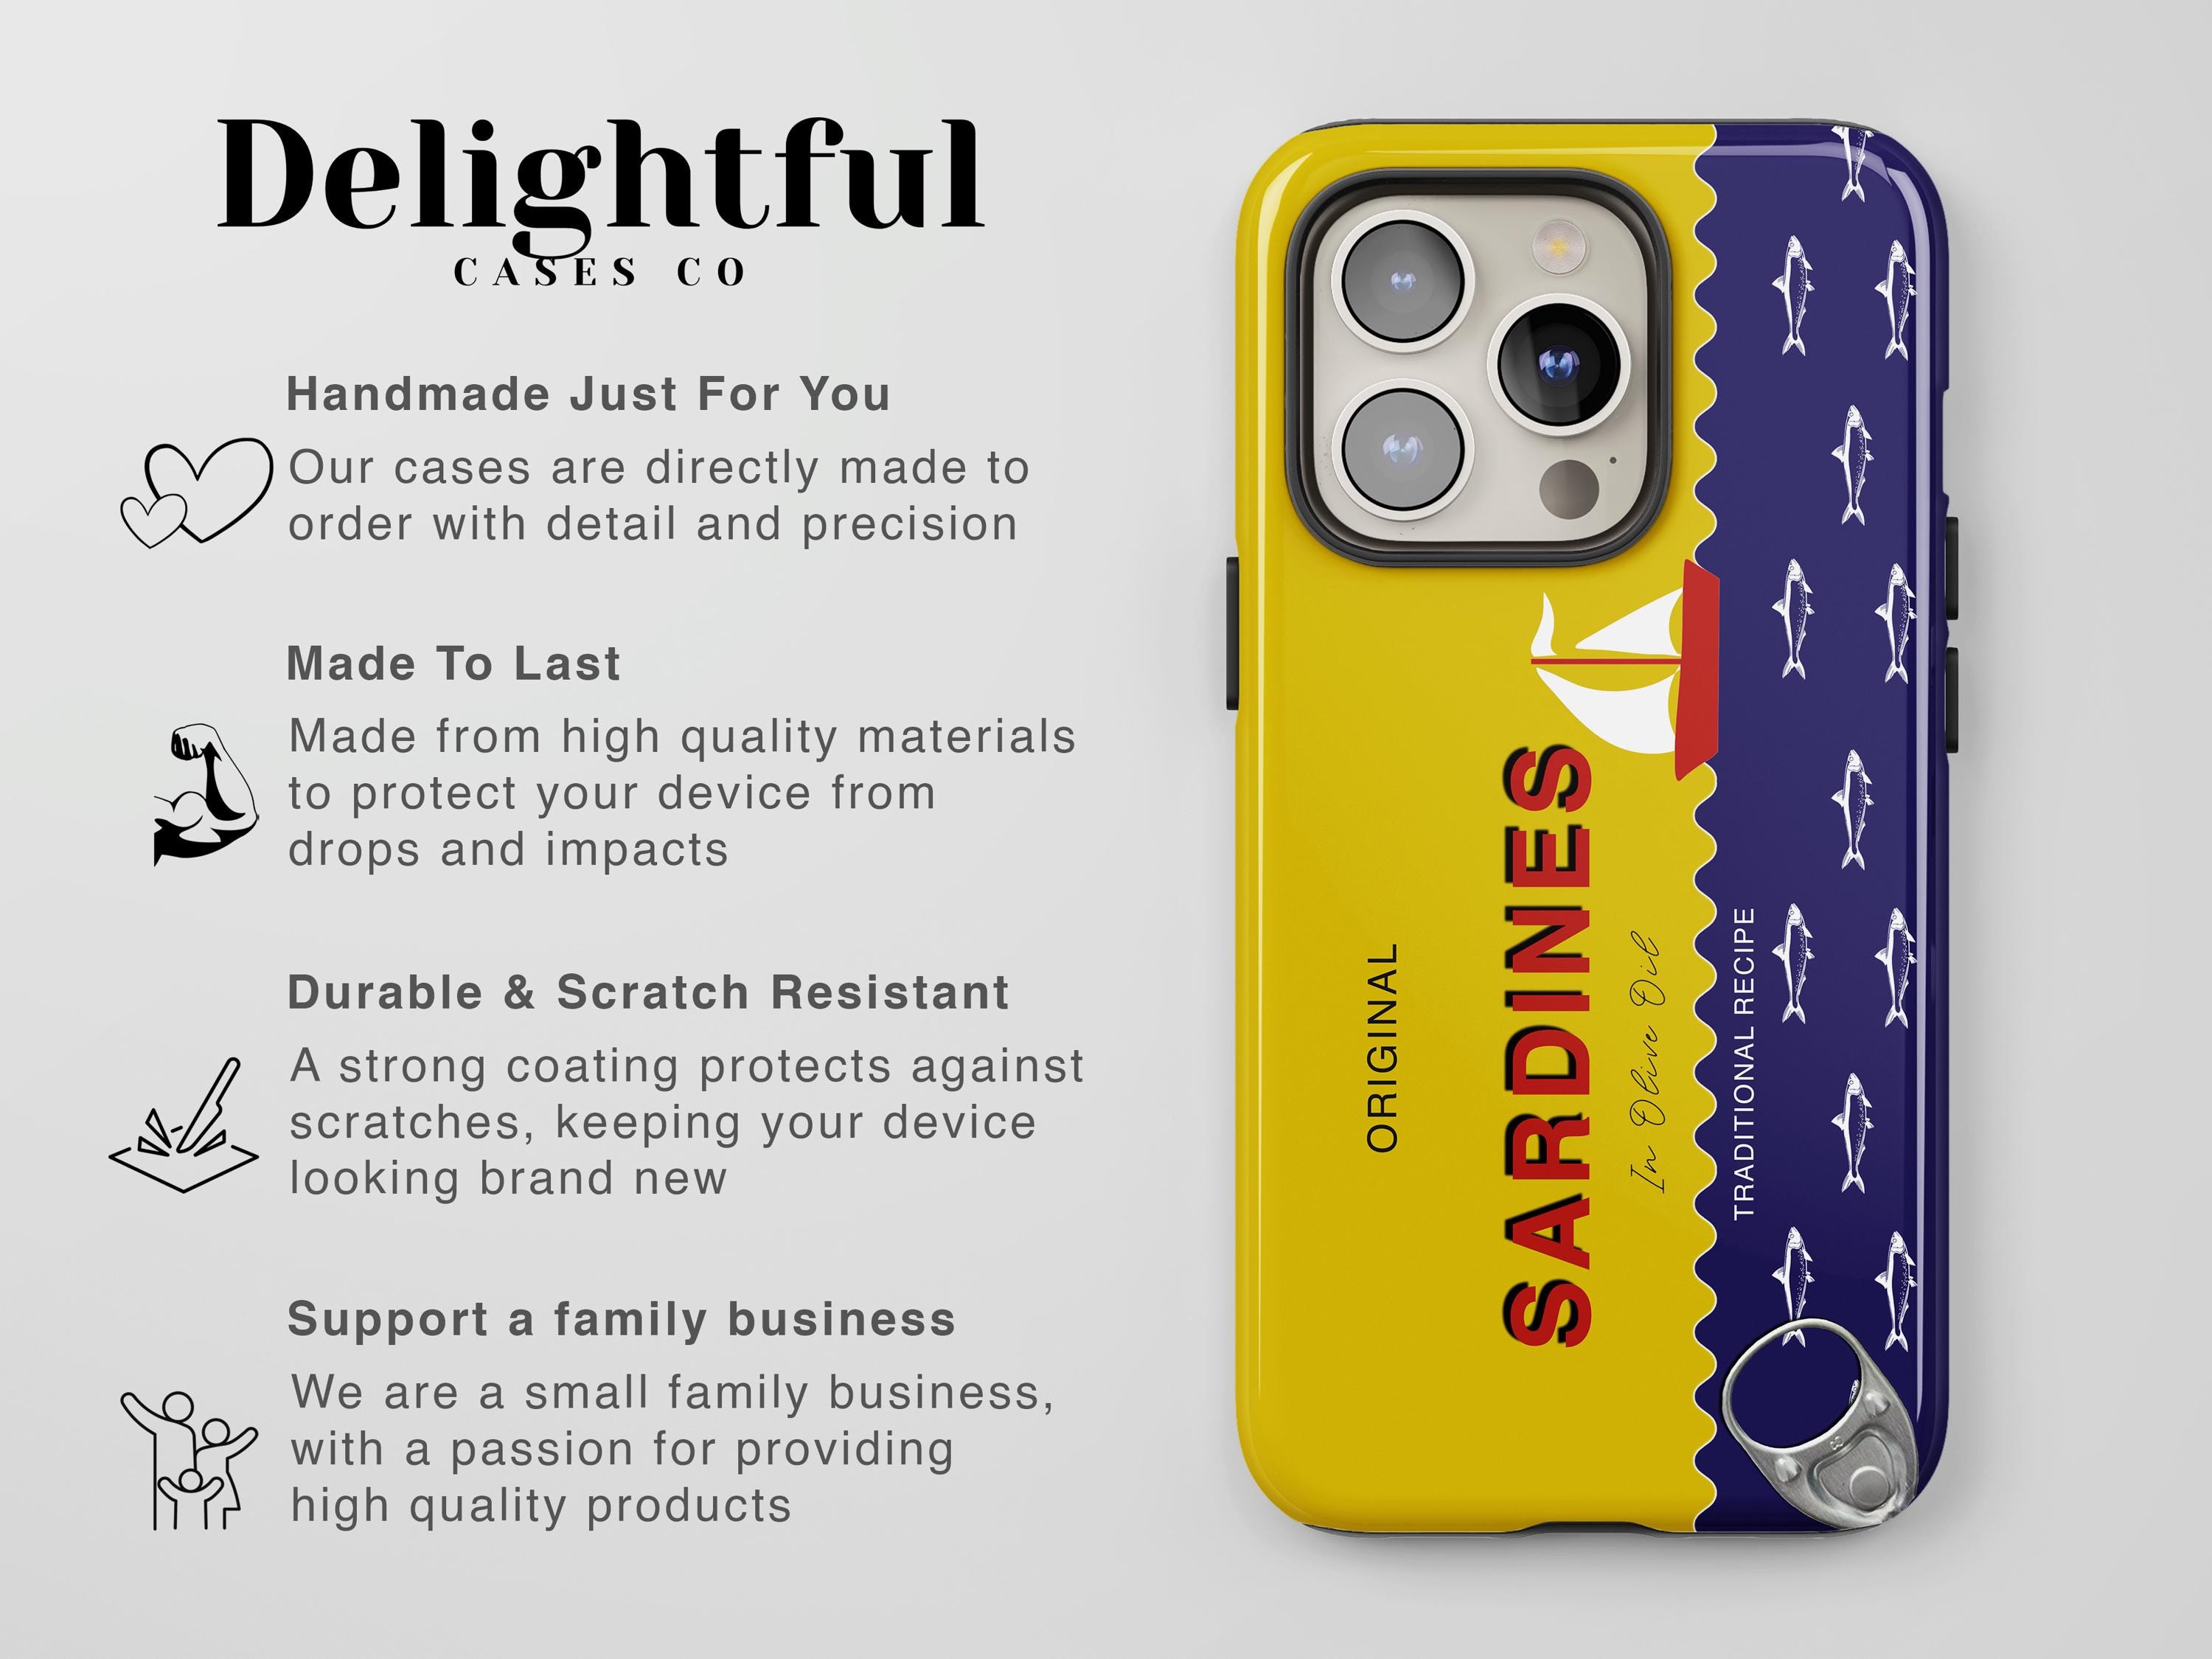 Delightful
CASES CO
Handmade Just For You
Our cases are directly made to
order with detail and precision
Made To Last
Made from high quality materials
to protect your device from
drops and impacts
Durable & Scratch Resistant
A strong coating protects against
scratches, keeping your device
looking brand new
Support a family business
We are a small family business,
with a passion for providing
high quality products
ORIGINAL
SARDINES
In Olive Oil
TRADITIONAL RECIPE